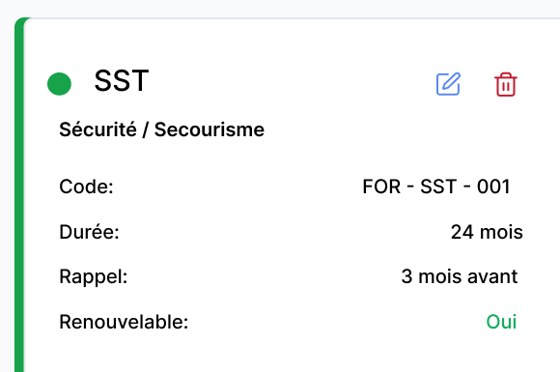 SST
Sécurité / Secourisme
Code: FOR - SST - 001
Durée: 24 mois
Rappel: 3 mois avant
Renouvelable: Oui